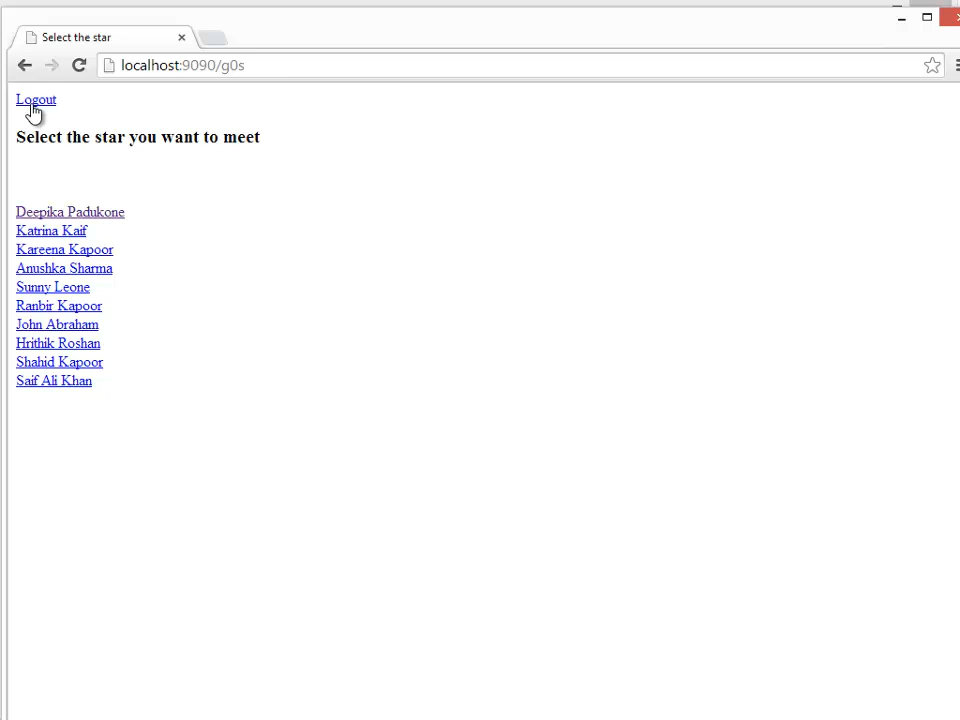 Select the star
localhost:9090/g0s
Logout
Select the star you want to meet
Deepika Padukone
Katrina Kaif
Kareena Kapoor
Anushka Sharma
Sunny Leone
Ranbir Kapoor
John Abraham
Hrithik Roshan
Shahid Kapoor
Saif Ali Khan